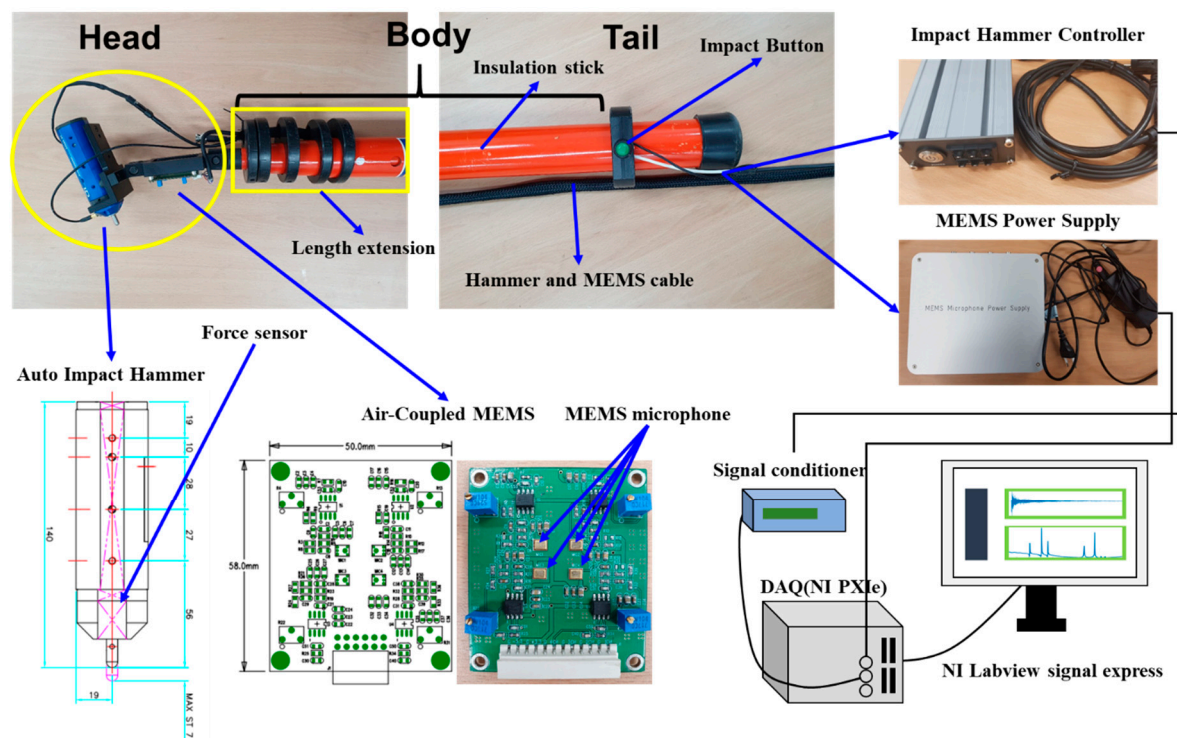 Head
Body
Tail
Impact Button
Impact Hammer Controller
Insulation stick
Length extension
Hammer and MEMS cable
MEMS Power Supply
MEMS Microphone Power Supply
Force sensor
Auto Impact Hammer
Air-Coupled MEMS
MEMS microphone
Signal conditioner
DAQ(NI PXIe)
NI Labview signal express
50.0mm
58.0mm
19
10
28
27
56
140
19
MAX ST 7